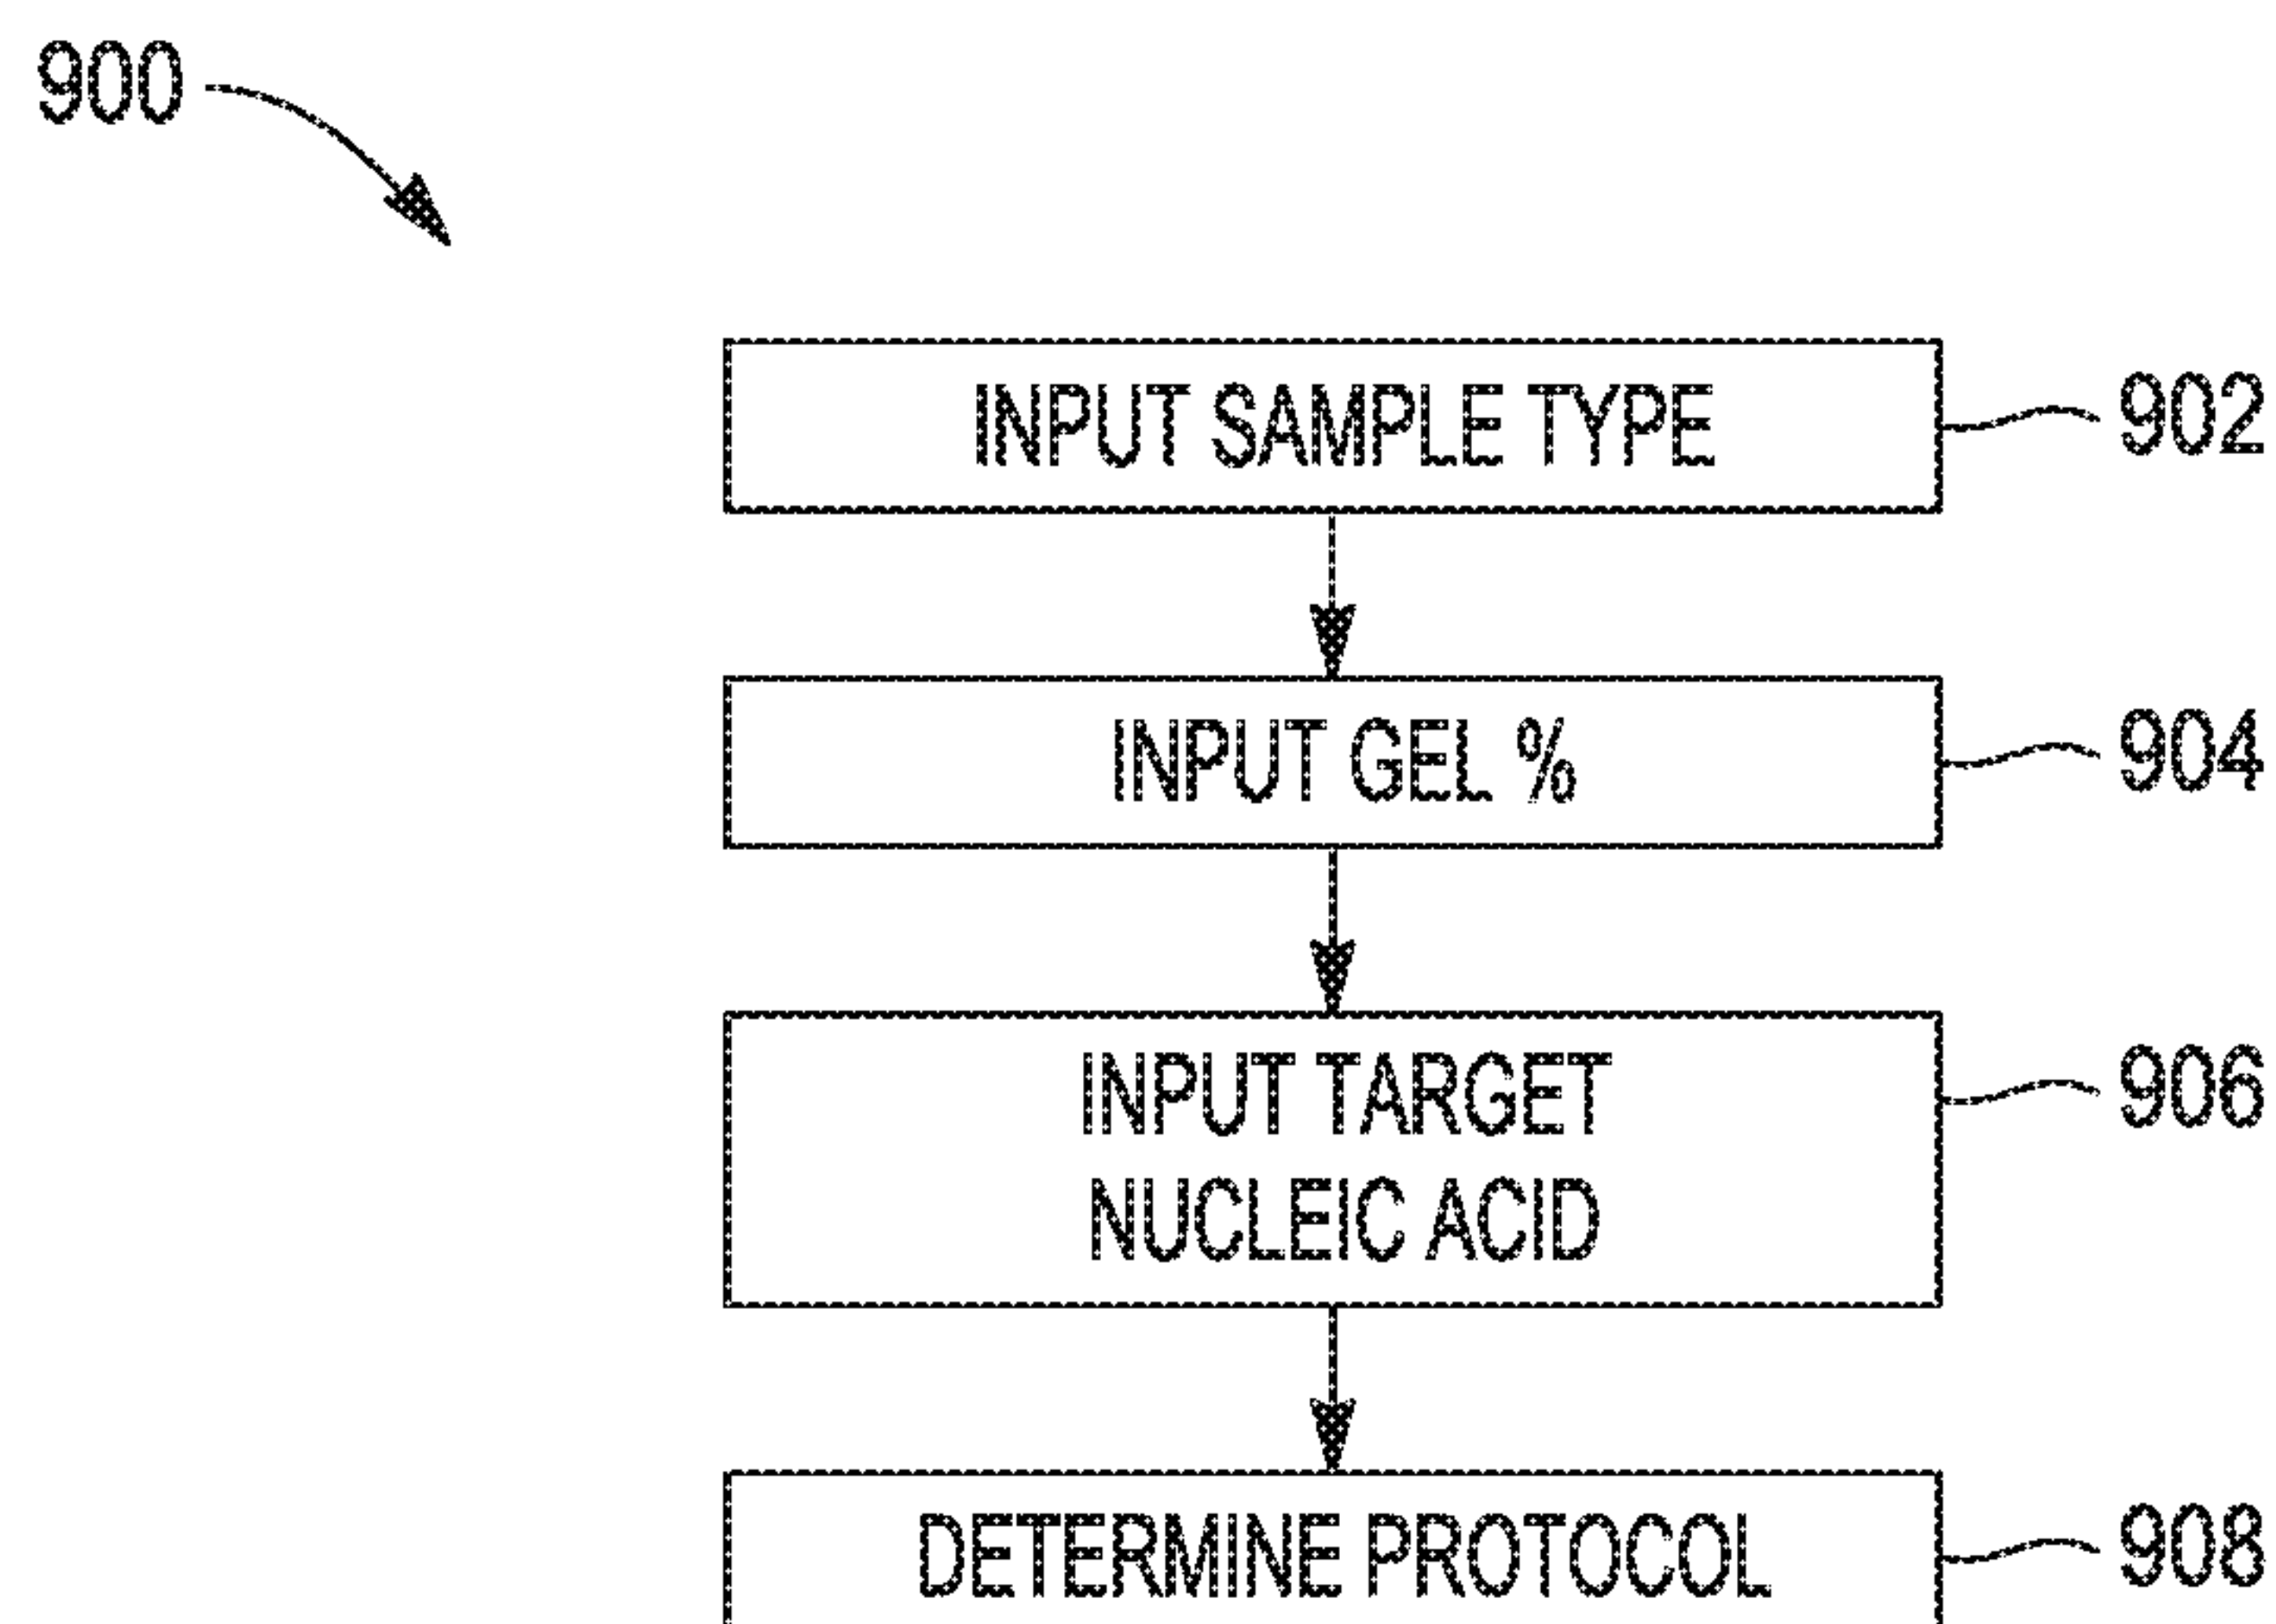 900
INPUT SAMPLE TYPE
902
INPUT GEL %
904
INPUT TARGET
NUCLEIC ACID
906
DETERMINE PROTOCOL
908